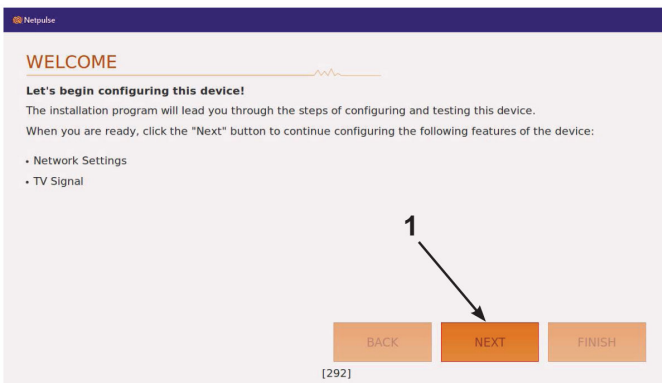 Netpulse
WELCOME
Let's begin configuring this device!
The installation program will lead you through the steps of configuring and testing this device.
When you are ready, click the "Next" button to continue configuring the following features of the device:
• Network Settings
• TV Signal
1
BACK NEXT FINISH
[292]